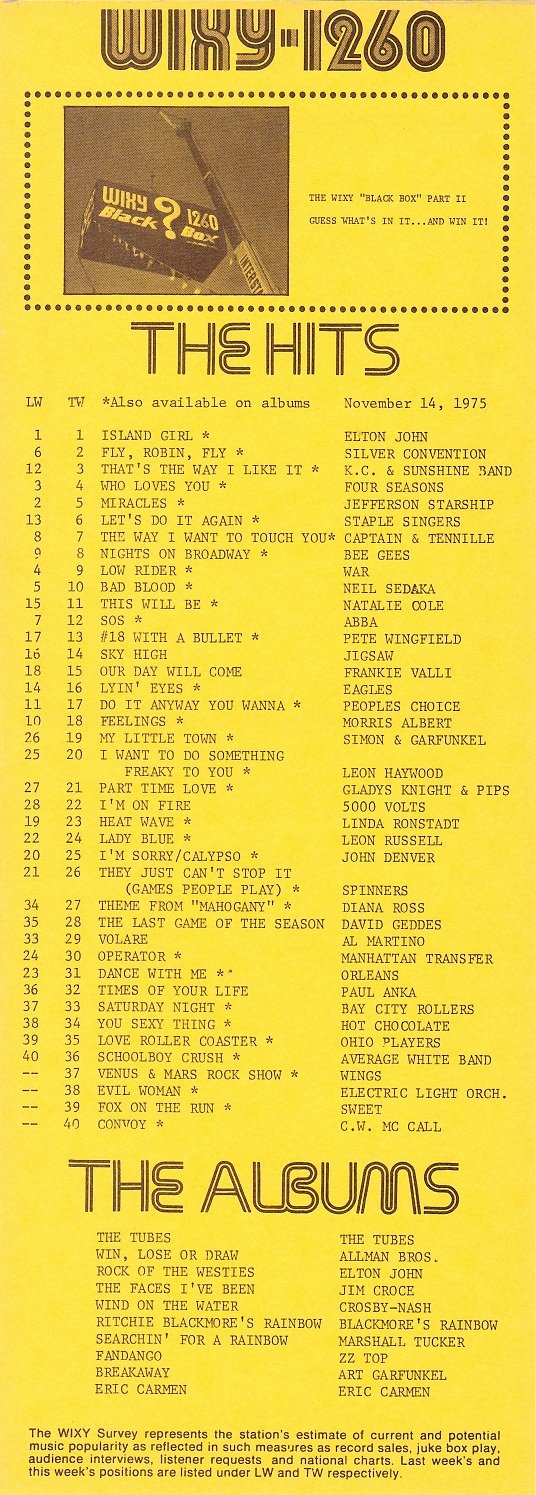 WIXY-1260
WIXY 1260
Black ? Box
INTERST
THE WIXY "BLACK BOX" PART II
GUESS WHAT'S IN IT...AND WIN IT!
THE HITS
LW TW *Also available on albums November 14, 1975
1 1 ISLAND GIRL * ELTON JOHN
6 2 FLY, ROBIN, FLY * SILVER CONVENTION
12 3 THAT'S THE WAY I LIKE IT * K.C. & SUNSHINE BAND
3 4 WHO LOVES YOU * FOUR SEASONS
2 5 MIRACLES * JEFFERSON STARSHIP
13 6 LET'S DO IT AGAIN * STAPLE SINGERS
8 7 THE WAY I WANT TO TOUCH YOU* CAPTAIN & TENNILLE
9 8 NIGHTS ON BROADWAY * BEE GEES
4 9 LOW RIDER * WAR
5 10 BAD BLOOD * NEIL SEDAKA
15 11 THIS WILL BE * NATALIE COLE
7 12 SOS * ABBA
17 13 #18 WITH A BULLET * PETE WINGFIELD
16 14 SKY HIGH JIGSAW
18 15 OUR DAY WILL COME FRANKIE VALLI
14 16 LYIN' EYES * EAGLES
11 17 DO IT ANYWAY YOU WANNA * PEOPLES CHOICE
10 18 FEELINGS * MORRIS ALBERT
26 19 MY LITTLE TOWN * SIMON & GARFUNKEL
25 20 I WANT TO DO SOMETHING
FREAKY TO YOU * LEON HAYWOOD
27 21 PART TIME LOVE * GLADYS KNIGHT & PIPS
28 22 I'M ON FIRE 5000 VOLTS
19 23 HEAT WAVE * LINDA RONSTADT
22 24 LADY BLUE * LEON RUSSELL
20 25 I'M SORRY/CALYPSO * JOHN DENVER
21 26 THEY JUST CAN'T STOP IT
(GAMES PEOPLE PLAY) * SPINNERS
34 27 THEME FROM "MAHOGANY" * DIANA ROSS
35 28 THE LAST GAME OF THE SEASON DAVID GEDDES
33 29 VOLARE AL MARTINO
24 30 OPERATOR * MANHATTAN TRANSFER
23 31 DANCE WITH ME ** ORLEANS
36 32 TIMES OF YOUR LIFE PAUL ANKA
37 33 SATURDAY NIGHT * BAY CITY ROLLERS
38 34 YOU SEXY THING * HOT CHOCOLATE
39 35 LOVE ROLLER COASTER * OHIO PLAYERS
40 36 SCHOOLBOY CRUSH * AVERAGE WHITE BAND
-- 37 VENUS & MARS ROCK SHOW * WINGS
-- 38 EVIL WOMAN * ELECTRIC LIGHT ORCH.
-- 39 FOX ON THE RUN * SWEET
-- 40 CONVOY * C.W. MC CALL
THE ALBUMS
THE TUBES THE TUBES
WIN, LOSE OR DRAW ALLMAN BROS.
ROCK OF THE WESTIES ELTON JOHN
THE FACES I'VE BEEN JIM CROCE
WIND ON THE WATER CROSBY-NASH
RITCHIE BLACKMORE'S RAINBOW BLACKMORE'S RAINBOW
SEARCHIN' FOR A RAINBOW MARSHALL TUCKER
FANDANGO ZZ TOP
BREAKAWAY ART GARFUNKEL
ERIC CARMEN ERIC CARMEN
The WIXY Survey represents the station's estimate of current and potential
music popularity as reflected in such measures as record sales, juke box play,
audience interviews, listener requests and national charts. Last week's and
this week's positions are listed under LW and TW respectively.